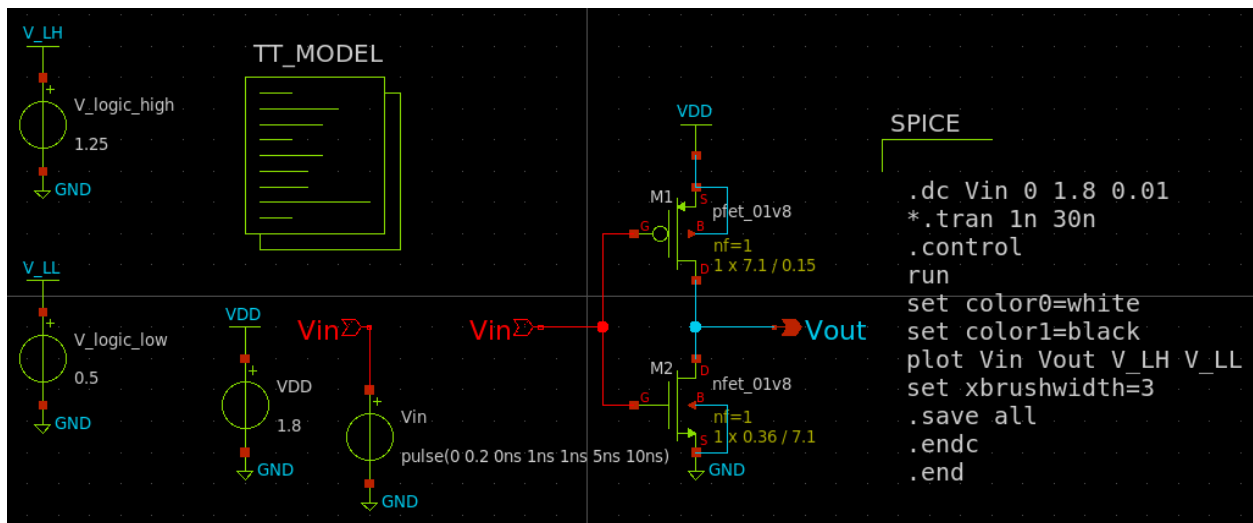 V_LH
V_logic_high
1.25
GND
TT_MODEL
V_LL
V_logic_low
0.5
GND
VDD
VDD
1.8
GND
Vin
Vin
pulse(0 0.2 0ns 1ns 1ns 5ns 10ns)
GND
VDD
M1
S
pfet_01v8
G
B
nf=1
D
1 x 7.1 / 0.15
Vin
Vout
M2
D
nfet_01v8
G
B
nf=1
S
1 x 0.36 / 7.1
GND
SPICE
.dc Vin 0 1.8 0.01
*.tran 1n 30n
.control
run
set color0=white
set color1=black
plot Vin Vout V_LH V_LL
set xbrushwidth=3
.save all
.endc
.end